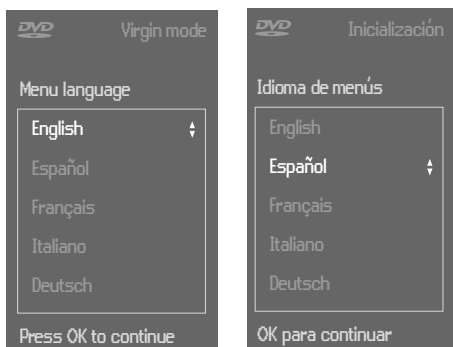 DVD Virgin mode
Menu language
English
Español
Français
Italiano
Deutsch
Press OK to continue
DVD Inicialización
Idioma de menús
English
Español
Français
Italiano
Deutsch
OK para continuar